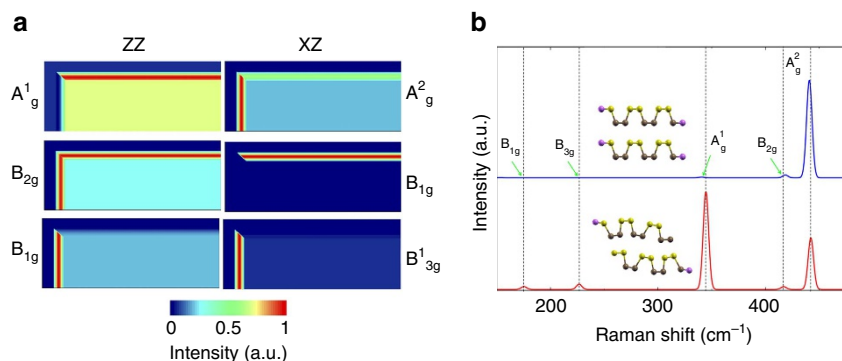 a
ZZ XZ
A¹g A²g
B2g B1g
B1g B¹3g
0 0.5 1
Intensity (a.u.)
b
A²g
B1g B3g A¹g B2g
Intensity (a.u.)
200 300 400
Raman shift (cm⁻¹)